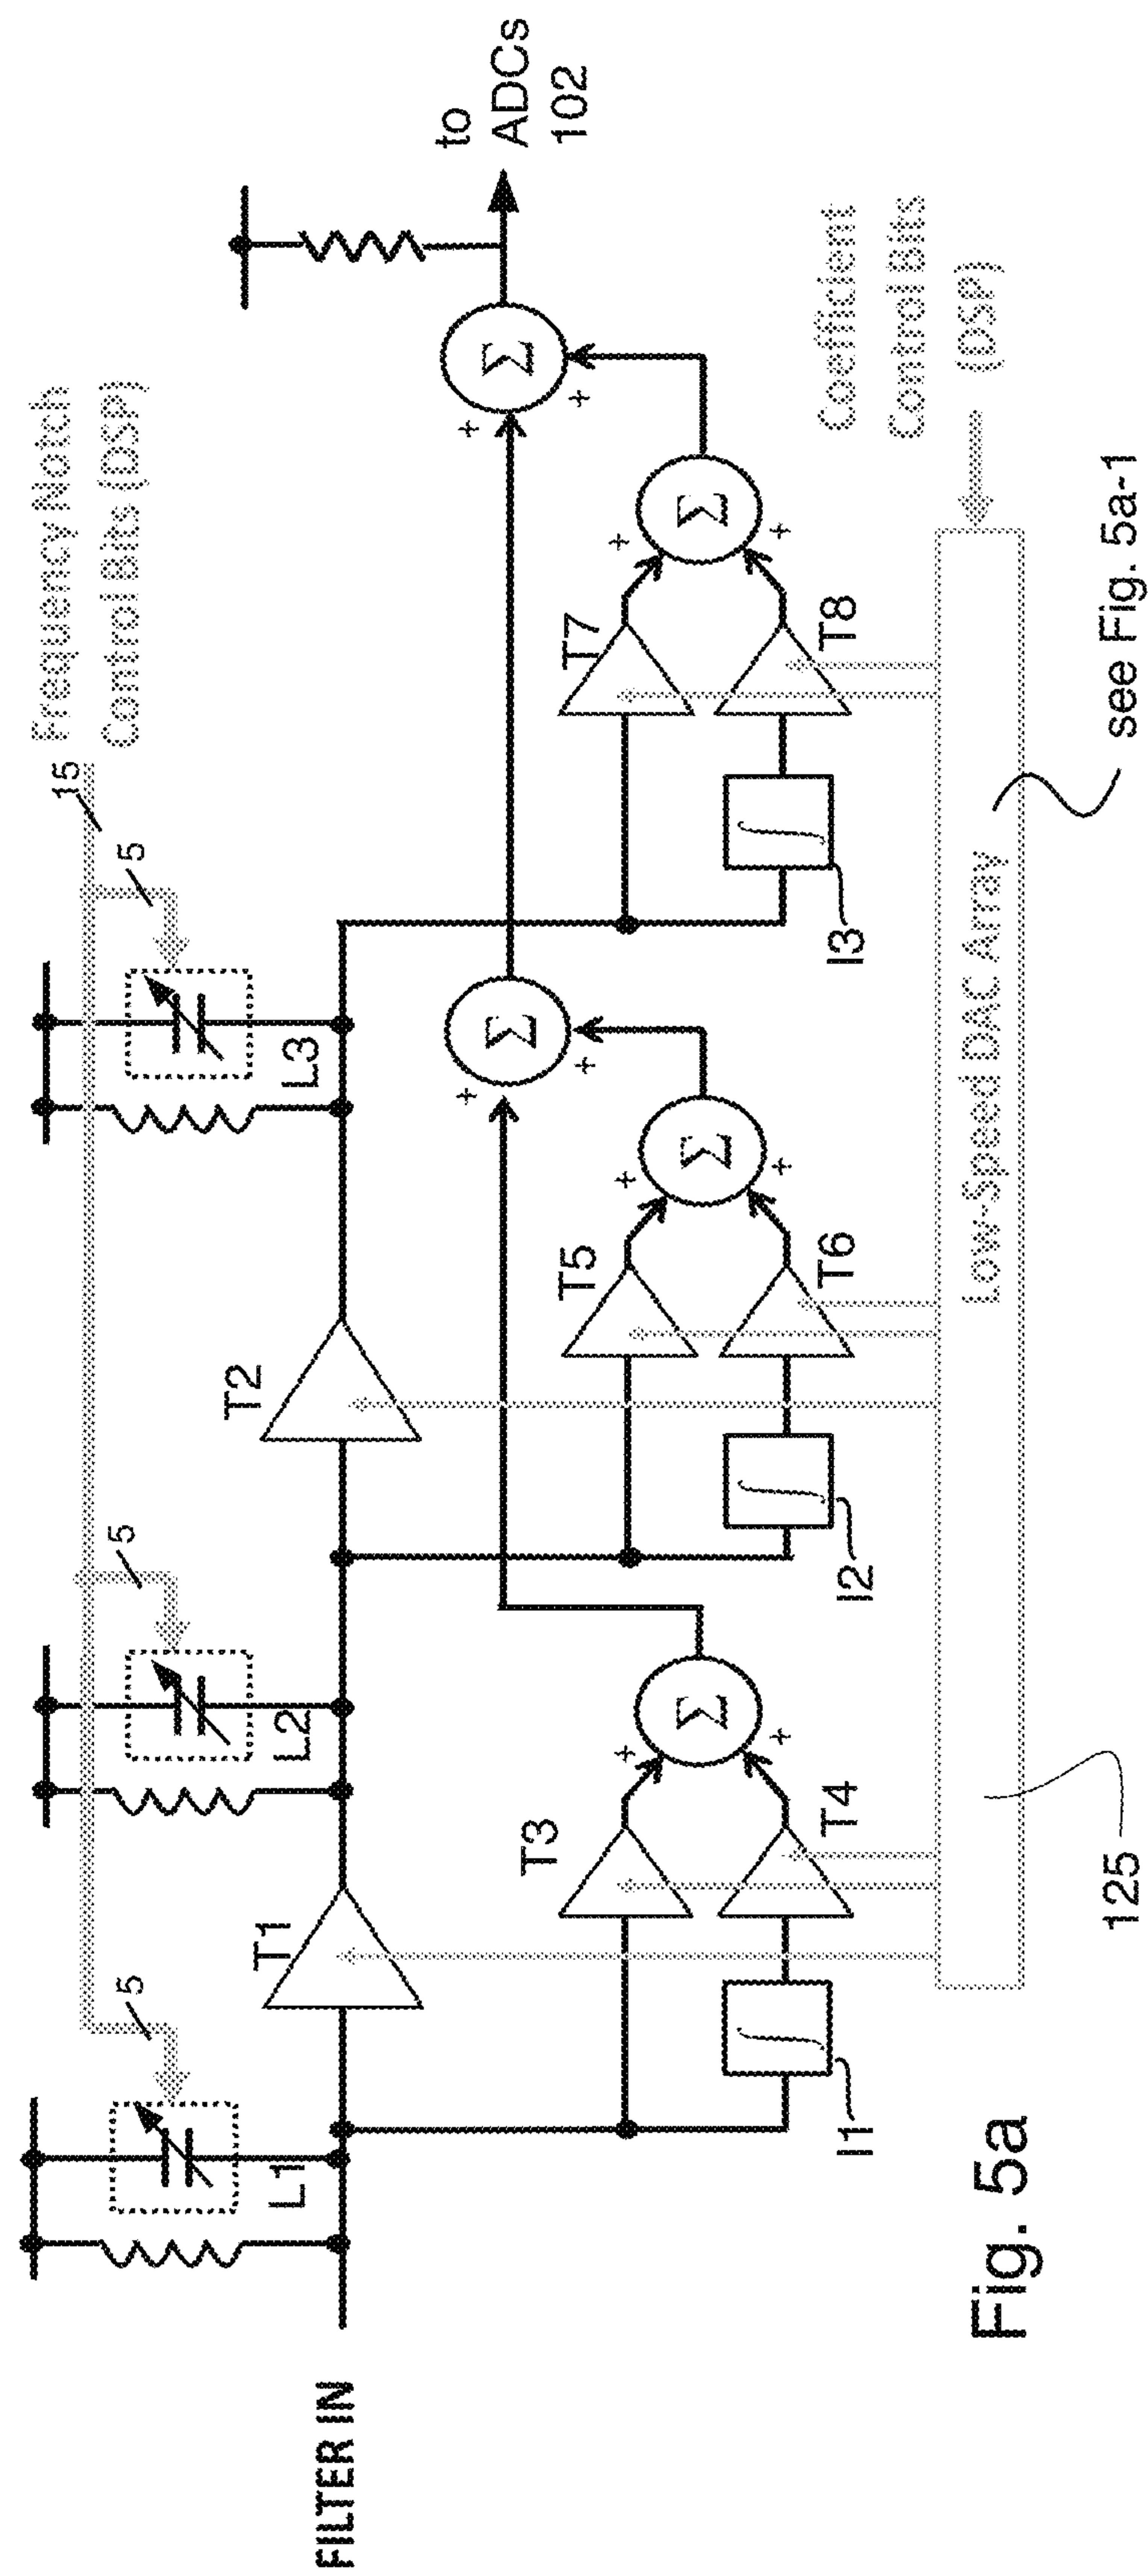 Frequency Notch
Control Bits (DSP)
15
5
5
5
L1
L2
L3
FILTER IN
T1
T2
to
ADCs
102
Σ
Σ
T3
T4
Σ
T5
T6
Σ
T7
T8
Σ
∫
∫
∫
I1
I2
I3
+
+
+
+
+
+
+
+
+
+
Low-Speed DAC Array
Coefficient
Control Bits
(DSP)
125
see Fig. 5a-1
Fig. 5a